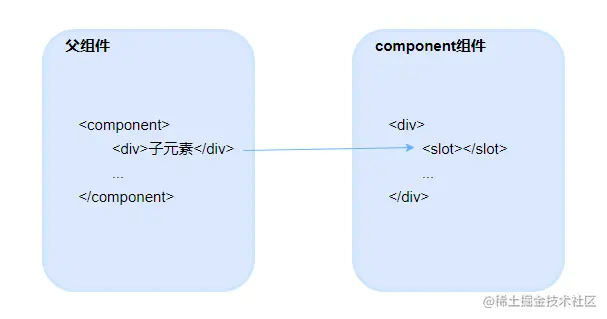 父组件
<component>
<div>子元素</div>
...
</component>
component组件
<div>
<slot></slot>
...
</div>
@稀土掘金技术社区